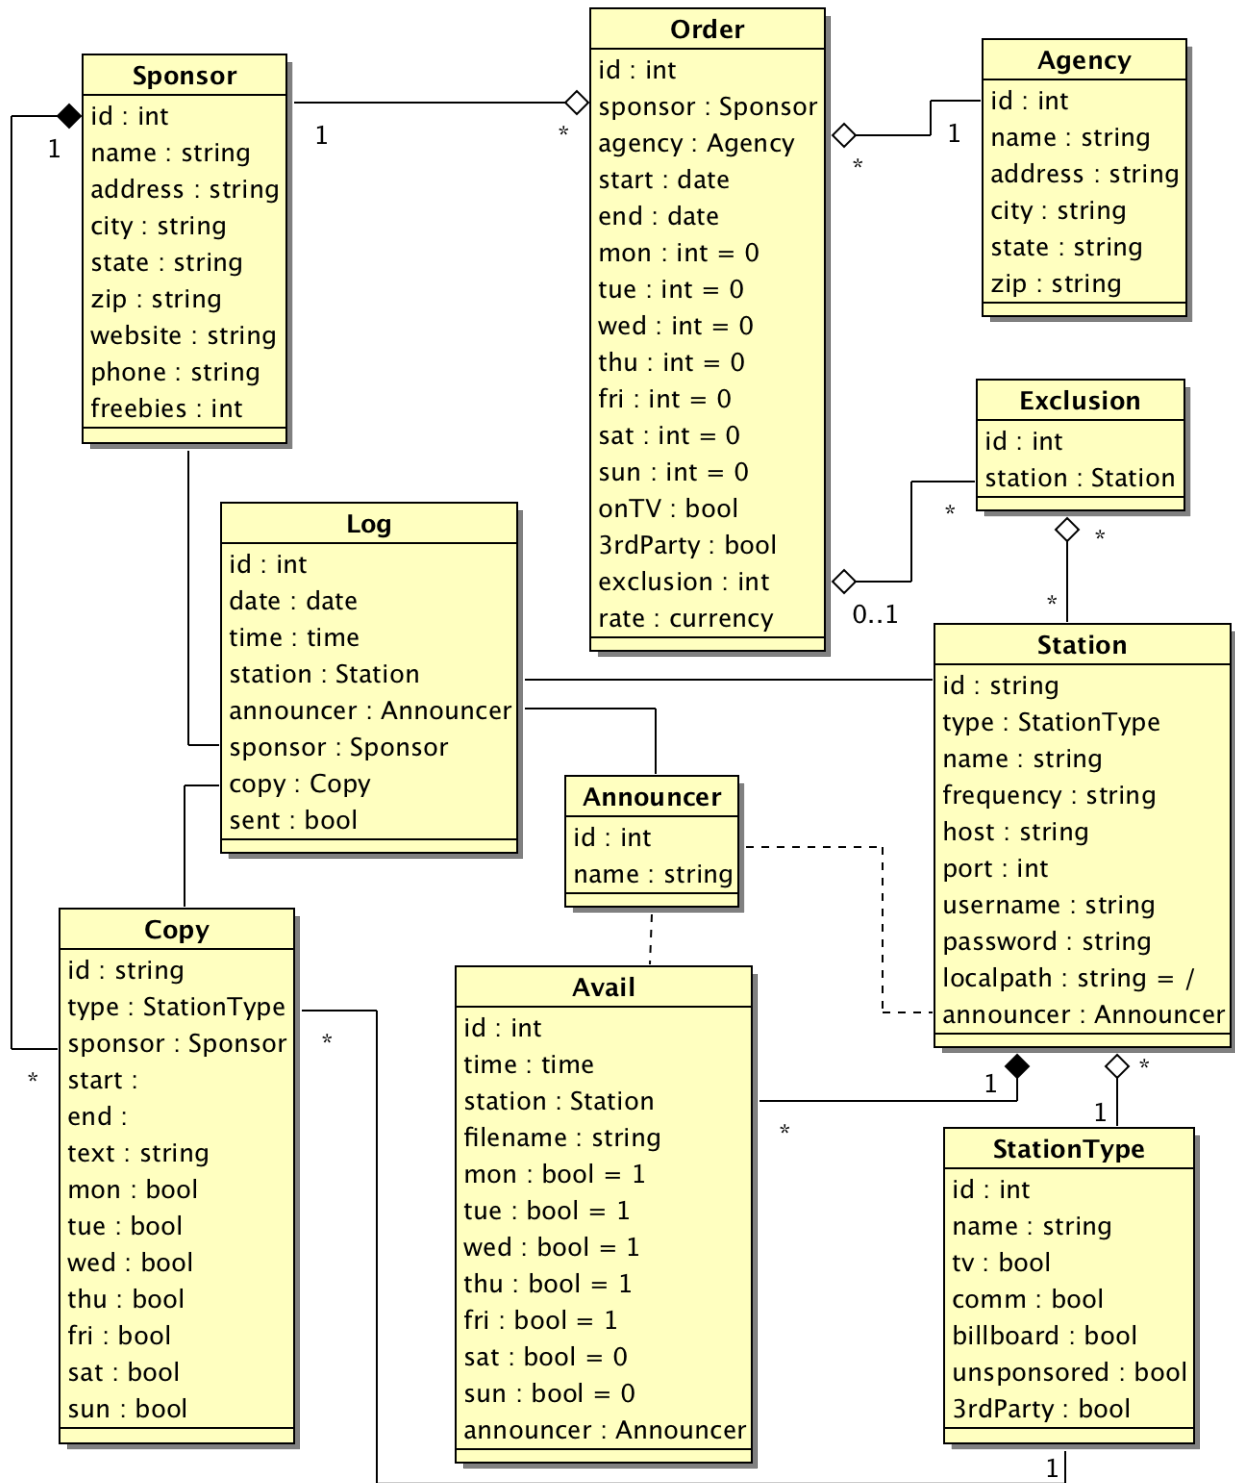 Sponsor
id : int
name : string
address : string
city : string
state : string
zip : string
website : string
phone : string
freebies : int
1
1
*
Order
id : int
sponsor : Sponsor
agency : Agency
start : date
end : date
mon : int = 0
tue : int = 0
wed : int = 0
thu : int = 0
fri : int = 0
sat : int = 0
sun : int = 0
onTV : bool
3rdParty : bool
exclusion : int
rate : currency
*
1
Agency
id : int
name : string
address : string
city : string
state : string
zip : string
Exclusion
id : int
station : Station
*
0..1
*
*
Log
id : int
date : date
time : time
station : Station
announcer : Announcer
sponsor : Sponsor
copy : Copy
sent : bool
Announcer
id : int
name : string
Station
id : string
type : StationType
name : string
frequency : string
host : string
port : int
username : string
password : string
localpath : string = /
announcer : Announcer
1
*
*
1
Copy
id : string
type : StationType
sponsor : Sponsor
start :
end :
text : string
mon : bool
tue : bool
wed : bool
thu : bool
fri : bool
sat : bool
sun : bool
*
*
Avail
id : int
time : time
station : Station
filename : string
mon : bool = 1
tue : bool = 1
wed : bool = 1
thu : bool = 1
fri : bool = 1
sat : bool = 0
sun : bool = 0
announcer : Announcer
StationType
id : int
name : string
tv : bool
comm : bool
billboard : bool
unsponsored : bool
3rdParty : bool
1